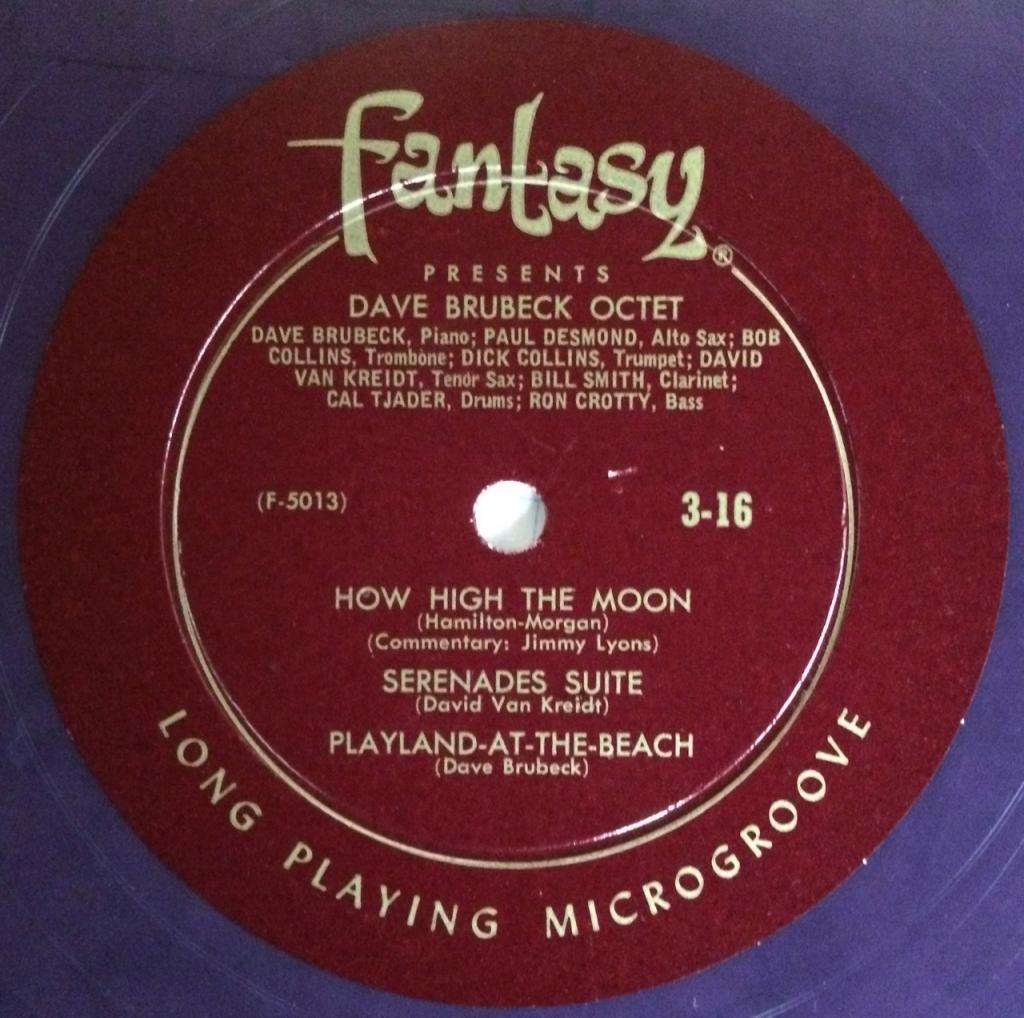 fantasy®
PRESENTS
DAVE BRUBECK OCTET
DAVE BRUBECK, Piano; PAUL DESMOND, Alto Sax; BOB
COLLINS, Trombone; DICK COLLINS, Trumpet; DAVID
VAN KREIDT, Tenor Sax; BILL SMITH, Clarinet;
CAL TJADER, Drums; RON CROTTY, Bass
(F-5013) 3-16
HOW HIGH THE MOON
(Hamilton-Morgan)
(Commentary: Jimmy Lyons)
SERENADES SUITE
(David Van Kreidt)
PLAYLAND-AT-THE-BEACH
(Dave Brubeck)
LONG PLAYING MICROGROOVE